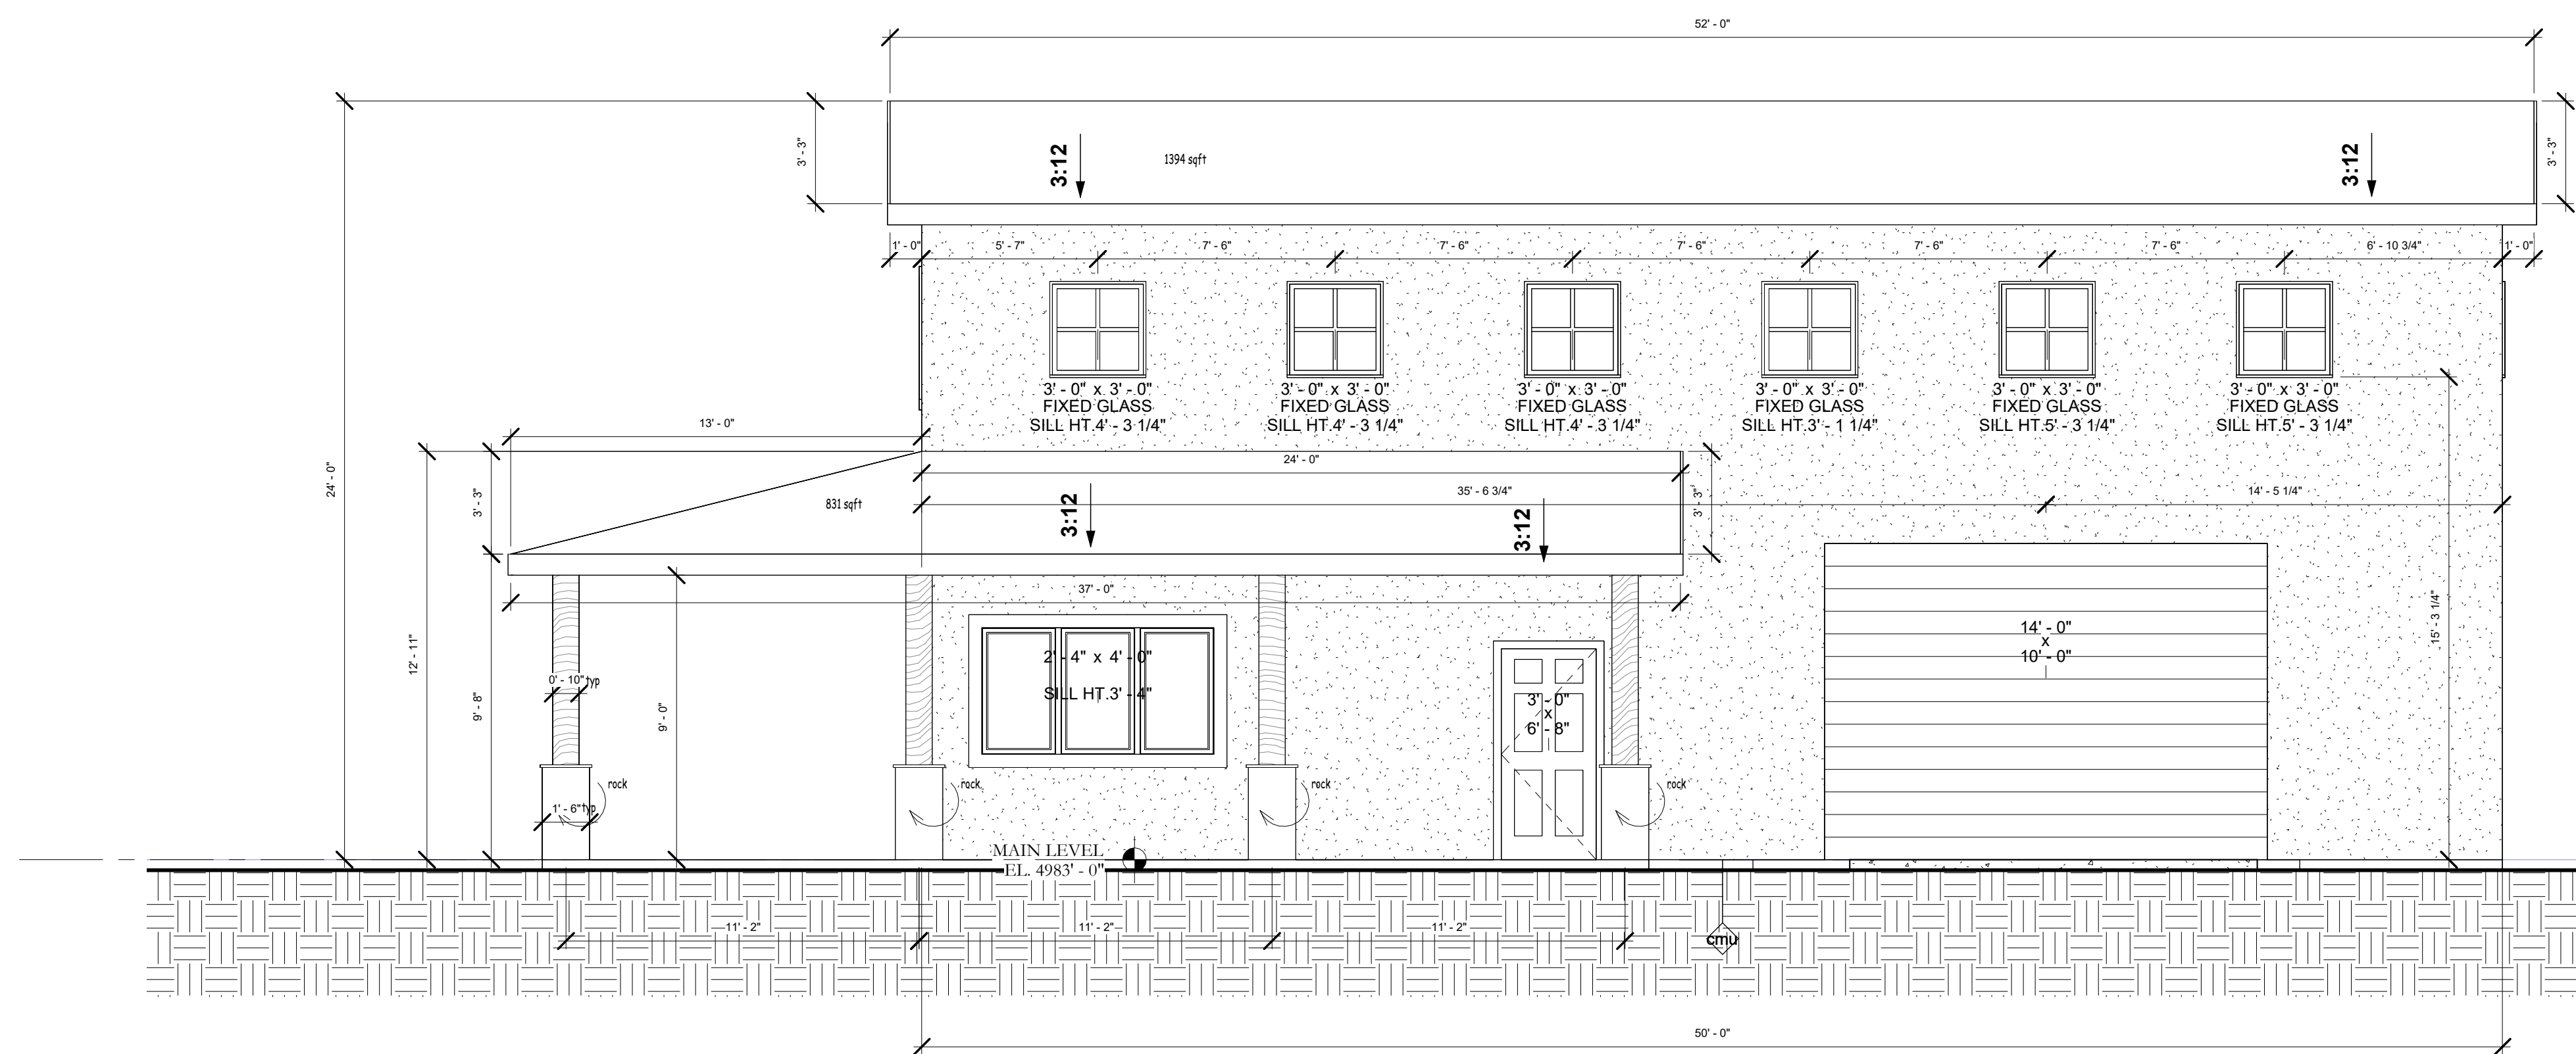 52' - 0"
3' - 3"
3:12
1394 sqft
3:12
3' - 3"
1' - 0"
5' - 7"
7' - 6"
7' - 6"
7' - 6"
7' - 6"
7' - 6"
6' - 10 3/4"
1' - 0"
3' - 0" x 3' - 0"
FIXED GLASS
SILL HT.4' - 3 1/4"
3' - 0" x 3' - 0"
FIXED GLASS
SILL HT.4' - 3 1/4"
3' - 0" x 3' - 0"
FIXED GLASS
SILL HT.4' - 3 1/4"
3' - 0" x 3' - 0"
FIXED GLASS
SILL HT.3' - 1 1/4"
3' - 0" x 3' - 0"
FIXED GLASS
SILL HT.5' - 3 1/4"
3' - 0" x 3' - 0"
FIXED GLASS
SILL HT.5' - 3 1/4"
13' - 0"
24' - 0"
24' - 0"
3' - 3"
831 sqft
3:12
35' - 6 3/4"
3:12
3' - 3"
14' - 5 1/4"
37' - 0"
12' - 11"
9' - 8"
0' - 10" typ
9' - 0"
2' - 4" x 4' - 0"
SILL HT.3' - 4"
3' - 0"
x
6' - 8"
14' - 0"
x
10' - 0"
15' - 3 1/4"
rock
1' - 6" typ
rock
rock
rock
MAIN LEVEL
EL. 4983' - 0"
11' - 2"
11' - 2"
11' - 2"
cmu
50' - 0"